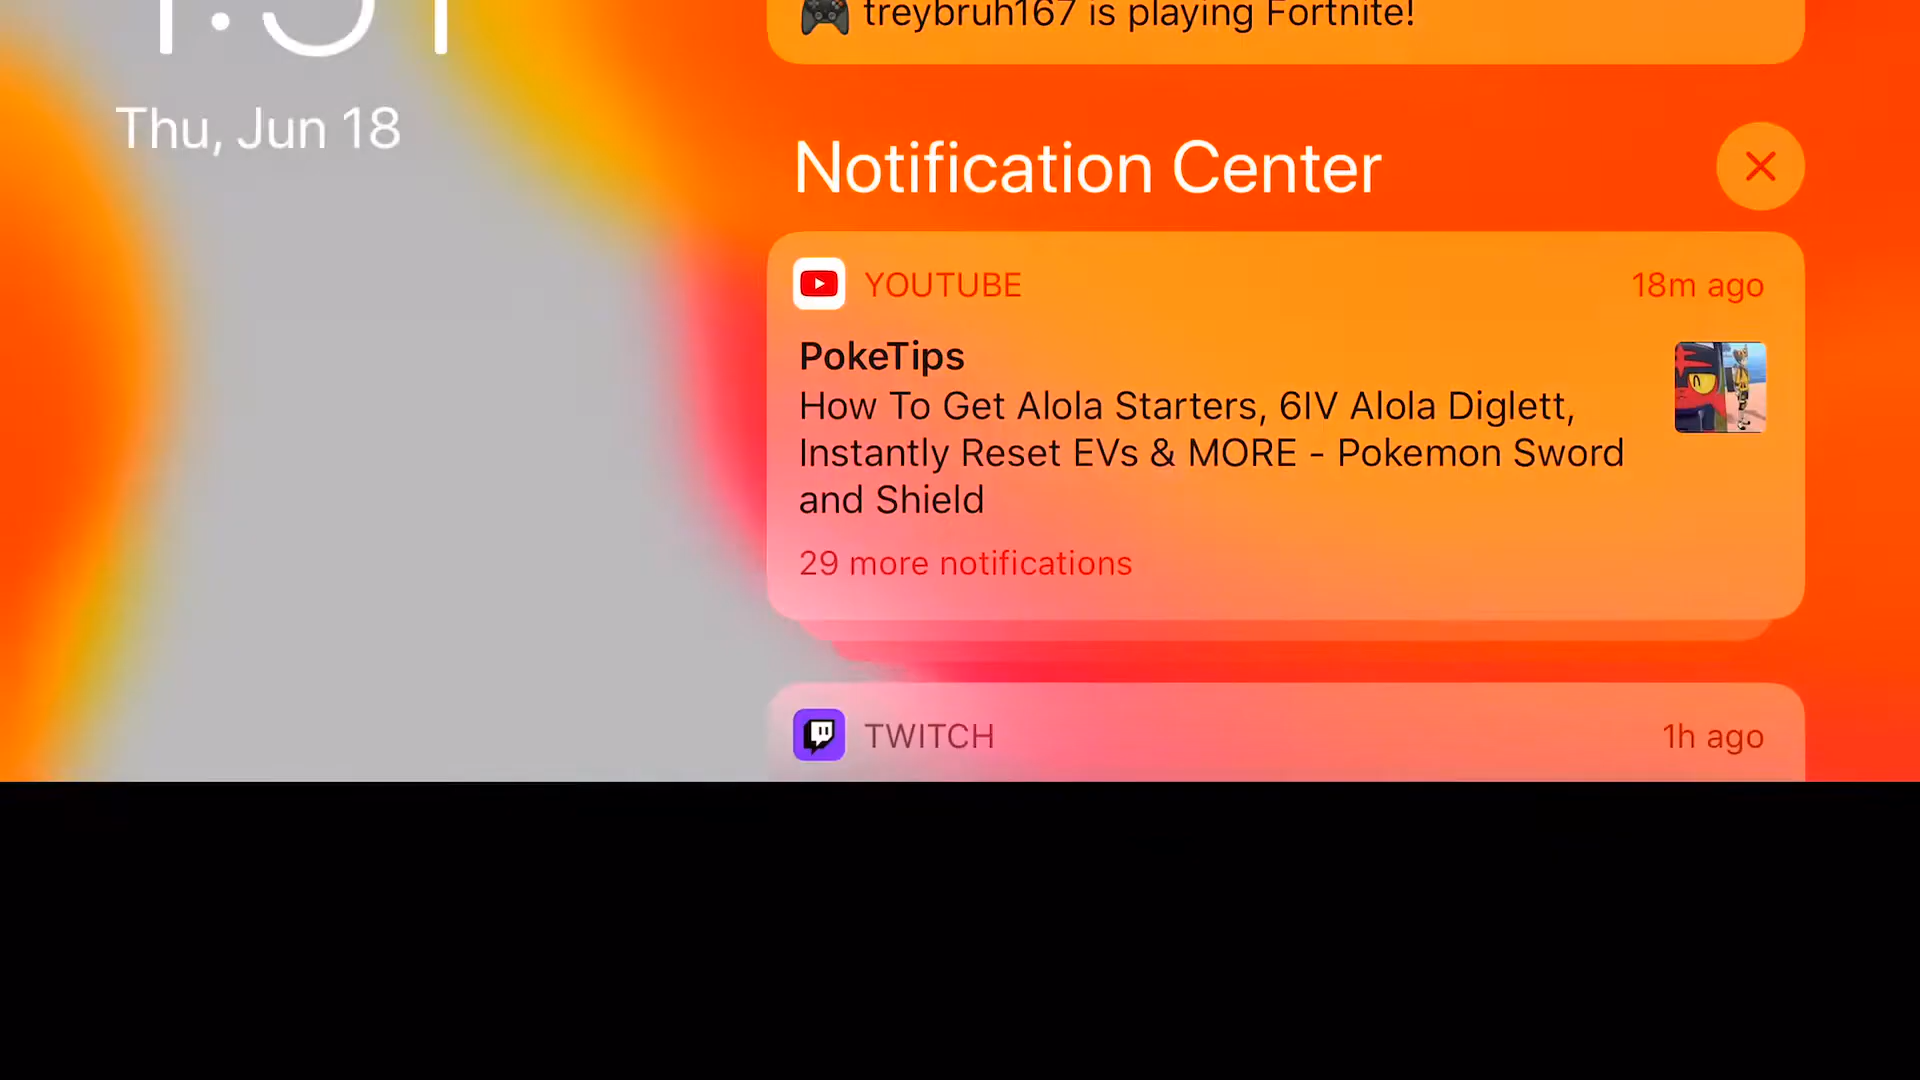 treybruh167 is playing Fortnite!
Thu, Jun 18
Notification Center
YOUTUBE
18m ago
PokeTips
How To Get Alola Starters, 6IV Alola Diglett,
Instantly Reset EVs & MORE - Pokemon Sword
and Shield
29 more notifications
TWITCH
1h ago